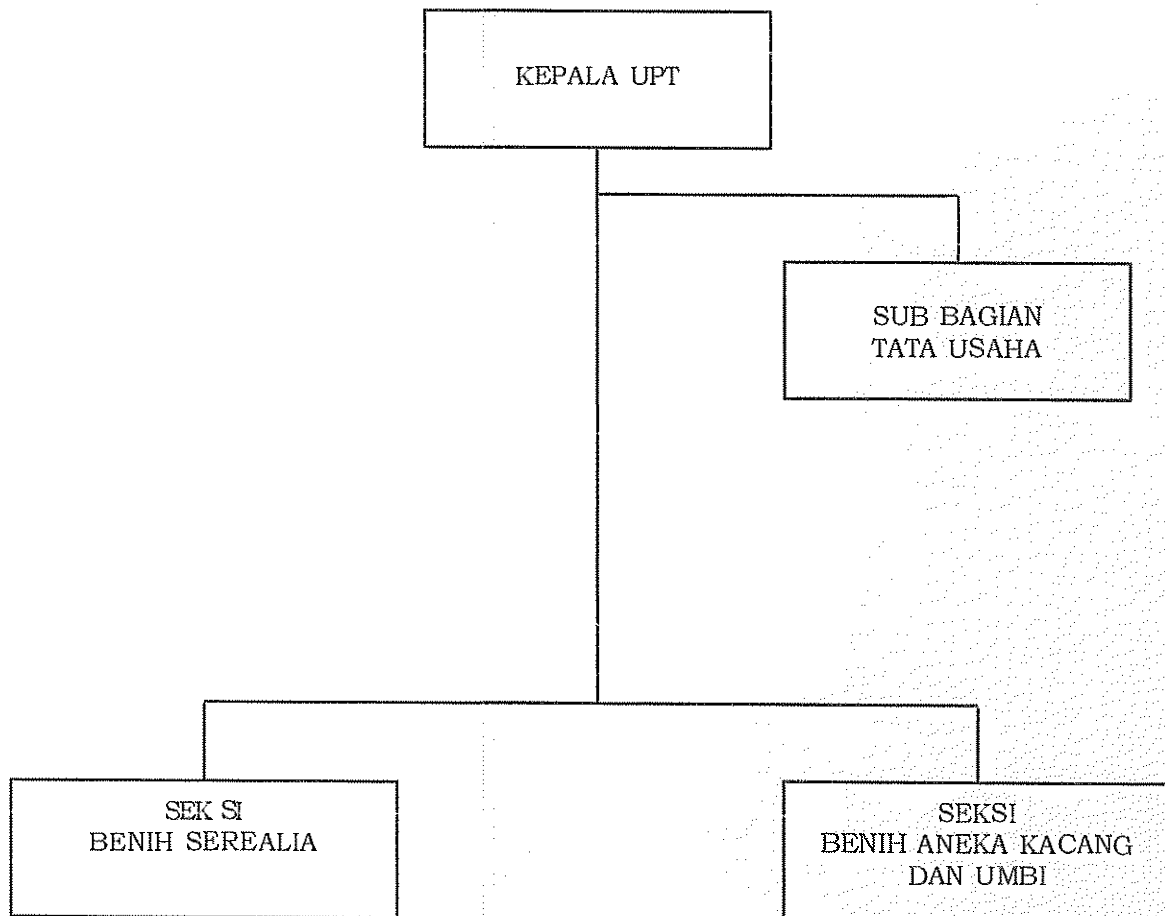 KEPALA UPT
SUB BAGIAN
TATA USAHA
SEK SI
BENIH SEREALIA
SEKSI
BENIH ANEKA KACANG
DAN UMBI